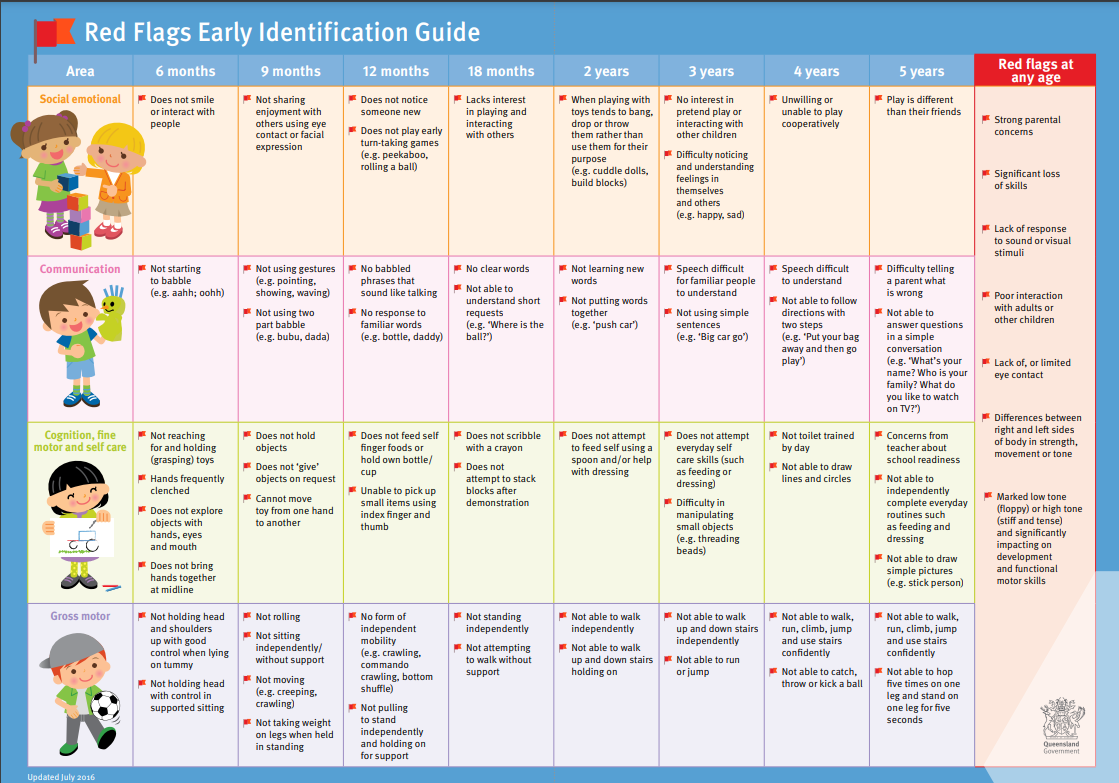 Red Flags Early Identification Guide
Area
6 months
9 months
12 months
18 months
2 years
3 years
4 years
5 years
Red flags at
any age
Social emotional
Does not smile
or interact with
people
Not sharing
enjoyment with
others using eye
contact or facial
expression
Does not notice
someone new
Does not play early
turn-taking games
(e.g. peekaboo,
rolling a ball)
Lacks interest
in playing and
interacting
with others
When playing with
toys tends to bang,
drop or throw
them rather than
use them for their
purpose
(e.g. cuddle dolls,
build blocks)
No interest in
pretend play or
interacting with
other children
Difficulty noticing
and understanding
feelings in
themselves
and others
(e.g. happy, sad)
Unwilling or
unable to play
cooperatively
Play is different
than their friends
Communication
Not starting
to babble
(e.g. aahh; oohh)
Not using gestures
(e.g. pointing,
showing, waving)
Not using two
part babble
(e.g. bubu, dada)
No babbled
phrases that
sound like talking
No response to
familiar words
(e.g. bottle, daddy)
No clear words
Not able to
understand short
requests
(e.g. ‘Where is the
ball?’)
Not learning new
words
Not putting words
together
(e.g. ‘push car’)
Speech difficult
for familiar people
to understand
Not using simple
sentences
(e.g. ‘Big car go’)
Speech difficult
to understand
Not able to follow
directions with
two steps
(e.g. ‘Put your bag
away and then go
play’)
Difficulty telling
a parent what
is wrong
Not able to
answer questions
in a simple
conversation
(e.g. ‘What’s your
name? Who is your
family? What do
you like to watch
on TV?’)
Cognition, fine
motor and self care
Not reaching
for and holding
(grasping) toys
Hands frequently
clenched
Does not explore
objects with
hands, eyes
and mouth
Does not bring
hands together
at midline
Does not hold
objects
Does not ‘give’
objects on request
Cannot move
toy from one hand
to another
Does not feed self
finger foods or
hold own bottle/
cup
Unable to pick up
small items using
index finger and
thumb
Does not scribble
with a crayon
Does not
attempt to stack
blocks after
demonstration
Does not attempt
to feed self using a
spoon and/or help
with dressing
Does not attempt
everyday self
care skills (such
as feeding or
dressing)
Difficulty in
manipulating
small objects
(e.g. threading
beads)
Not toilet trained
by day
Not able to draw
lines and circles
Concerns from
teacher about
school readiness
Not able to
independently
complete everyday
routines such
as feeding and
dressing
Not able to draw
simple pictures
(e.g. stick person)
Gross motor
Not holding head
and shoulders
up with good
control when lying
on tummy
Not holding head
with control in
supported sitting
Not rolling
Not sitting
independently/
without support
Not moving
(e.g. creeping,
crawling)
Not taking weight
on legs when held
in standing
No form of
independent
mobility
(e.g. crawling,
commando
crawling, bottom
shuffle)
Not pulling
to stand
independently
and holding on
for support
Not standing
independently
Not attempting
to walk without
support
Not able to walk
independently
Not able to walk
up and down stairs
holding on
Not able to walk
up and down stairs
independently
Not able to run
or jump
Not able to walk,
run, climb, jump
and use stairs
confidently
Not able to catch,
throw or kick a ball
Not able to walk,
run, climb, jump
and use stairs
confidently
Not able to hop
five times on one
leg and stand on
one leg for five
seconds
Strong parental
concerns
Significant loss
of skills
Lack of response
to sound or visual
stimuli
Poor interaction
with adults or
other children
Lack of, or limited
eye contact
Differences between
right and left sides
of body in strength,
movement or tone
Marked low tone
(floppy) or high tone
(stiff and tense)
and significantly
impacting on
development
and functional
motor skills
Queensland
Government
Updated July 2016